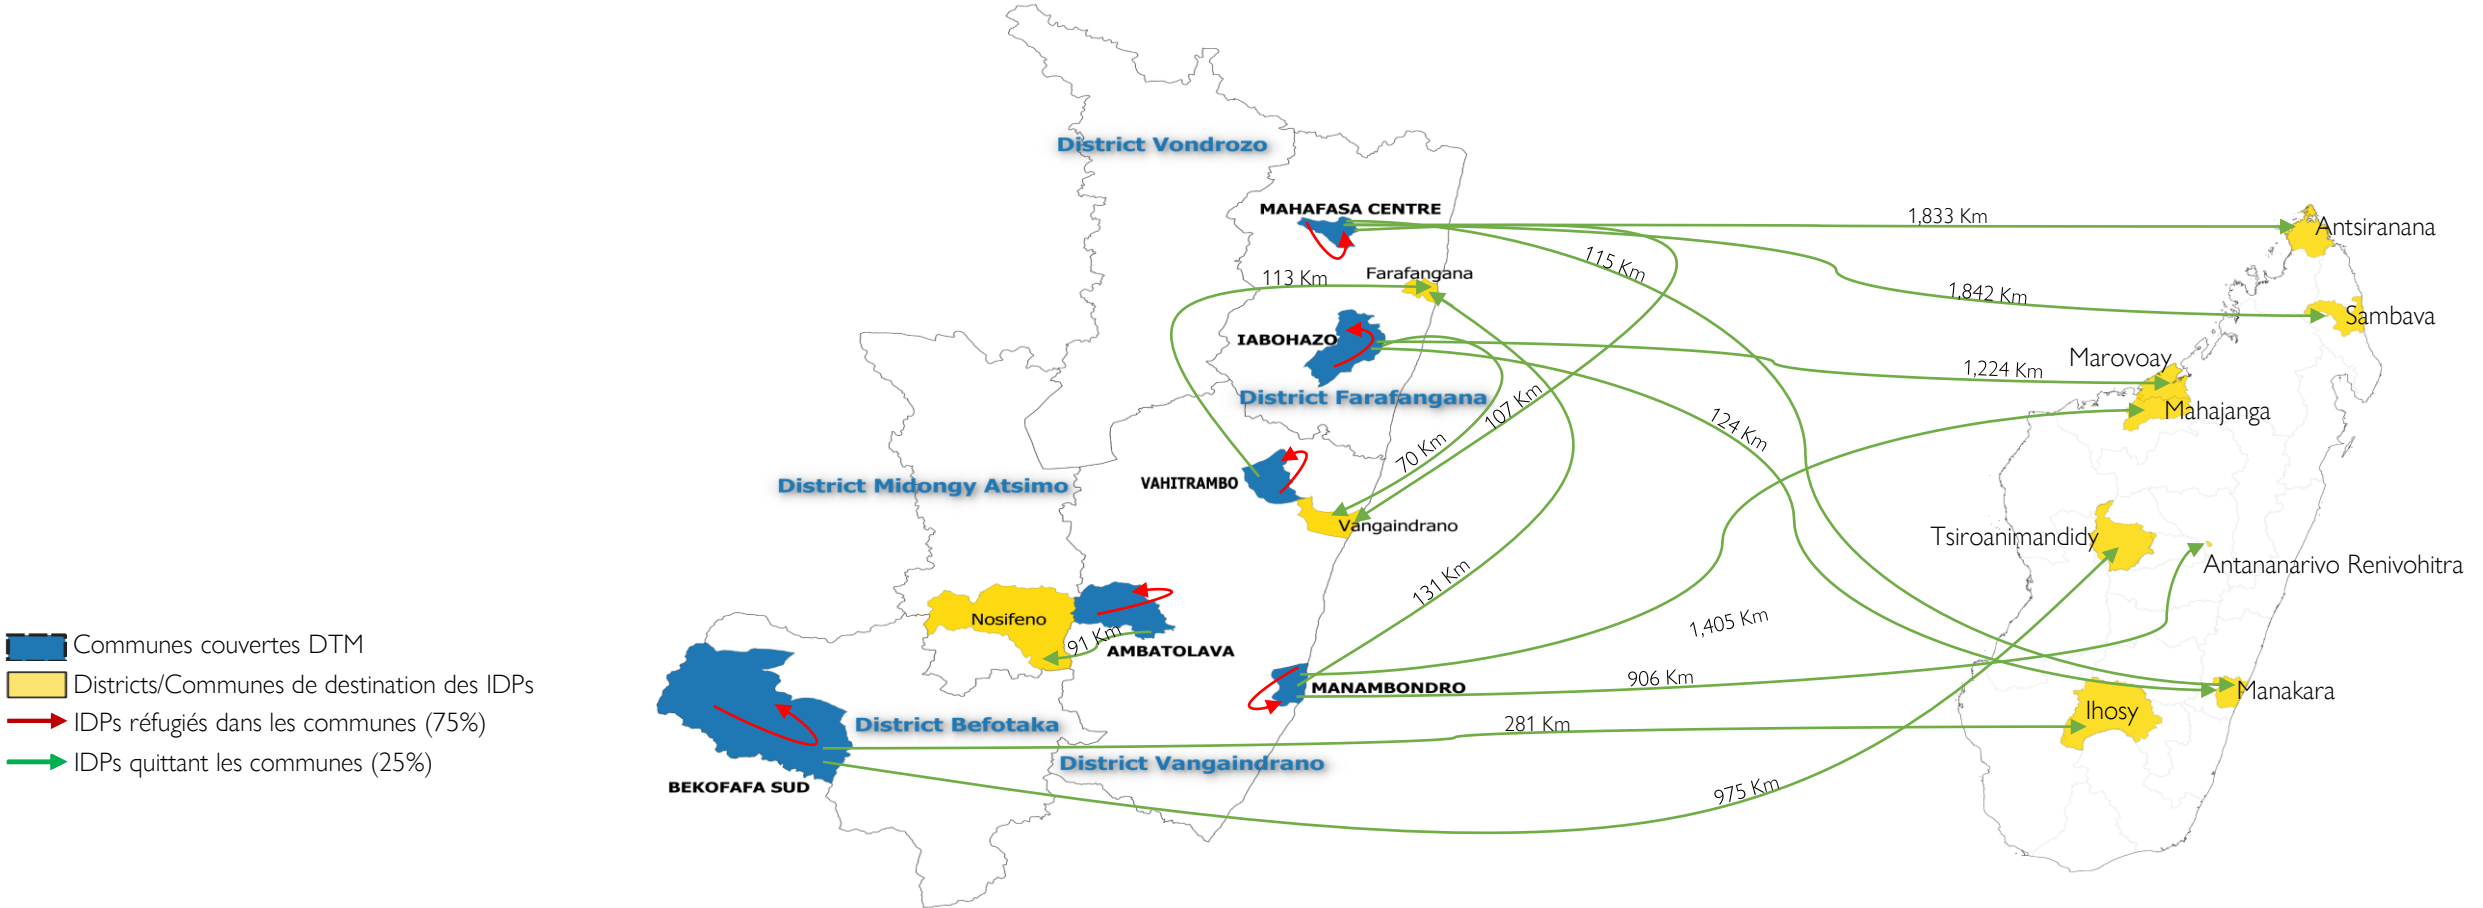 District Vondrozo
MAHAFASA CENTRE
1,833 Km
Antsiranana
115 Km
113 Km
Farafangana
1,842 Km
Sambava
IABOHAZO
Marovoay
1,224 Km
District Farafangana
107 Km
Mahajanga
124 Km
70 Km
District Midongy Atsimo
VAHITRAMBO
Vangaindrano
Tsiroanimandidy
Antananarivo Renivohitra
131 Km
Nosifeno
91 Km
AMBATOLAVA
1,405 Km
Communes couvertes DTM
Districts/Communes de destination des IDPs
IDPs réfugiés dans les communes (75%)
IDPs quittant les communes (25%)
906 Km
MANAMBONDRO
Manakara
Ihosy
District Befotaka
281 Km
District Vangaindrano
BEKOFAFA SUD
975 Km